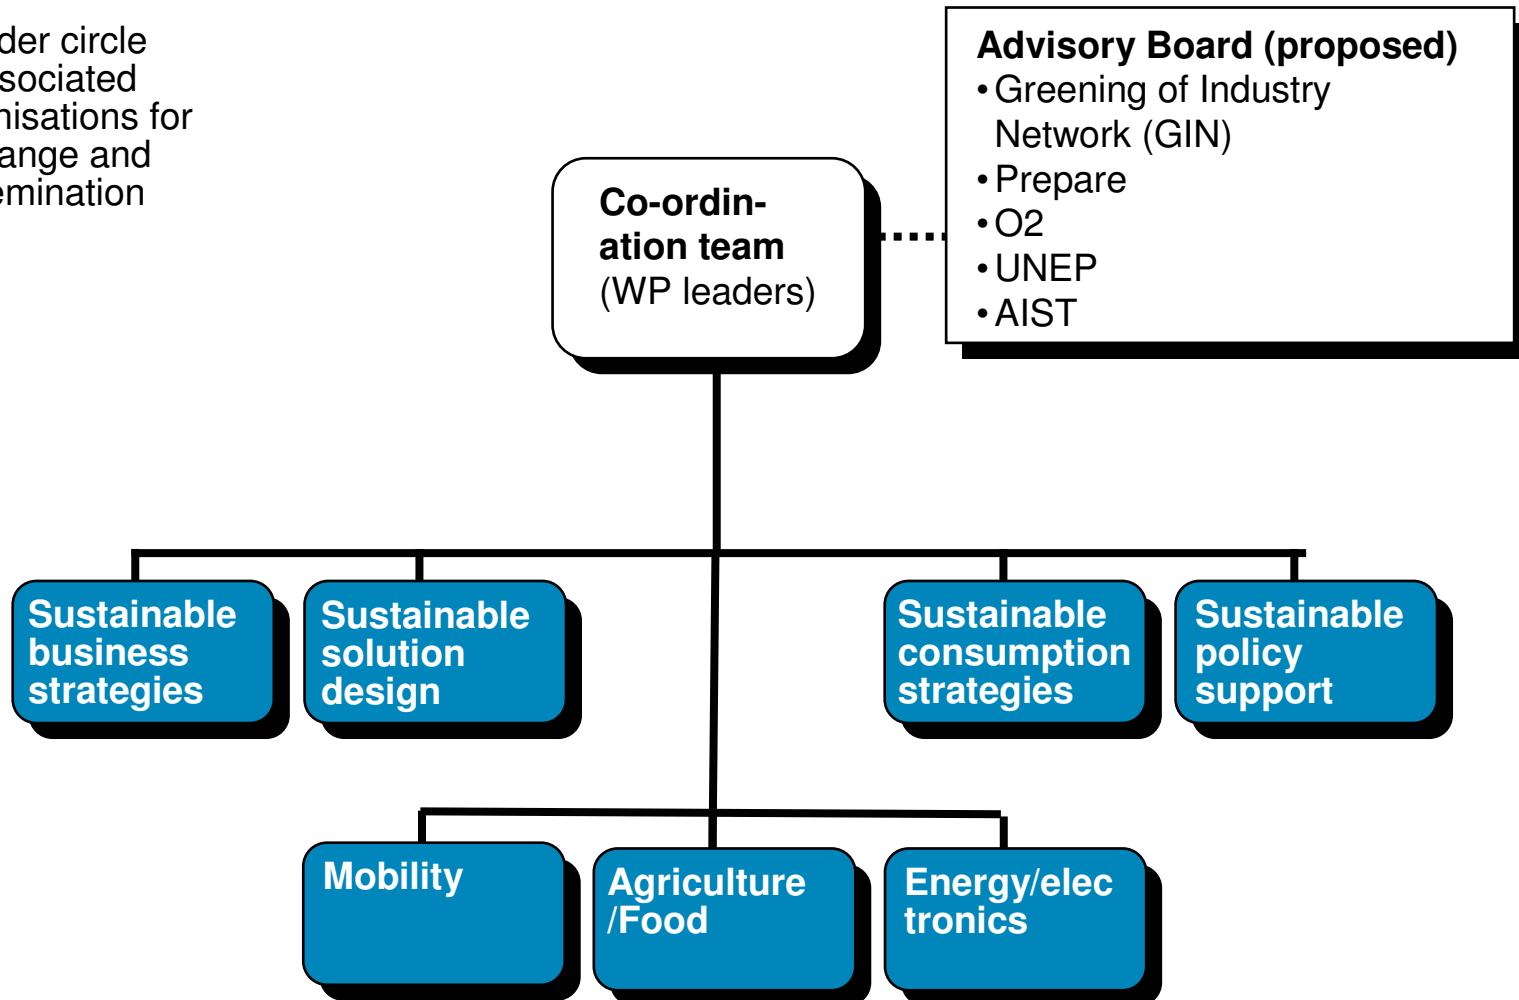 der circle
sociated
nisations for
ange and
emination
Advisory Board (proposed)
• Greening of Industry
Network (GIN)
• Prepare
• O2
• UNEP
• AIST
Co-ordin-
ation team
(WP leaders)
Sustainable
business
strategies
Sustainable
solution
design
Sustainable
consumption
strategies
Sustainable
policy
support
Mobility
Agriculture
/Food
Energy/elec
tronics